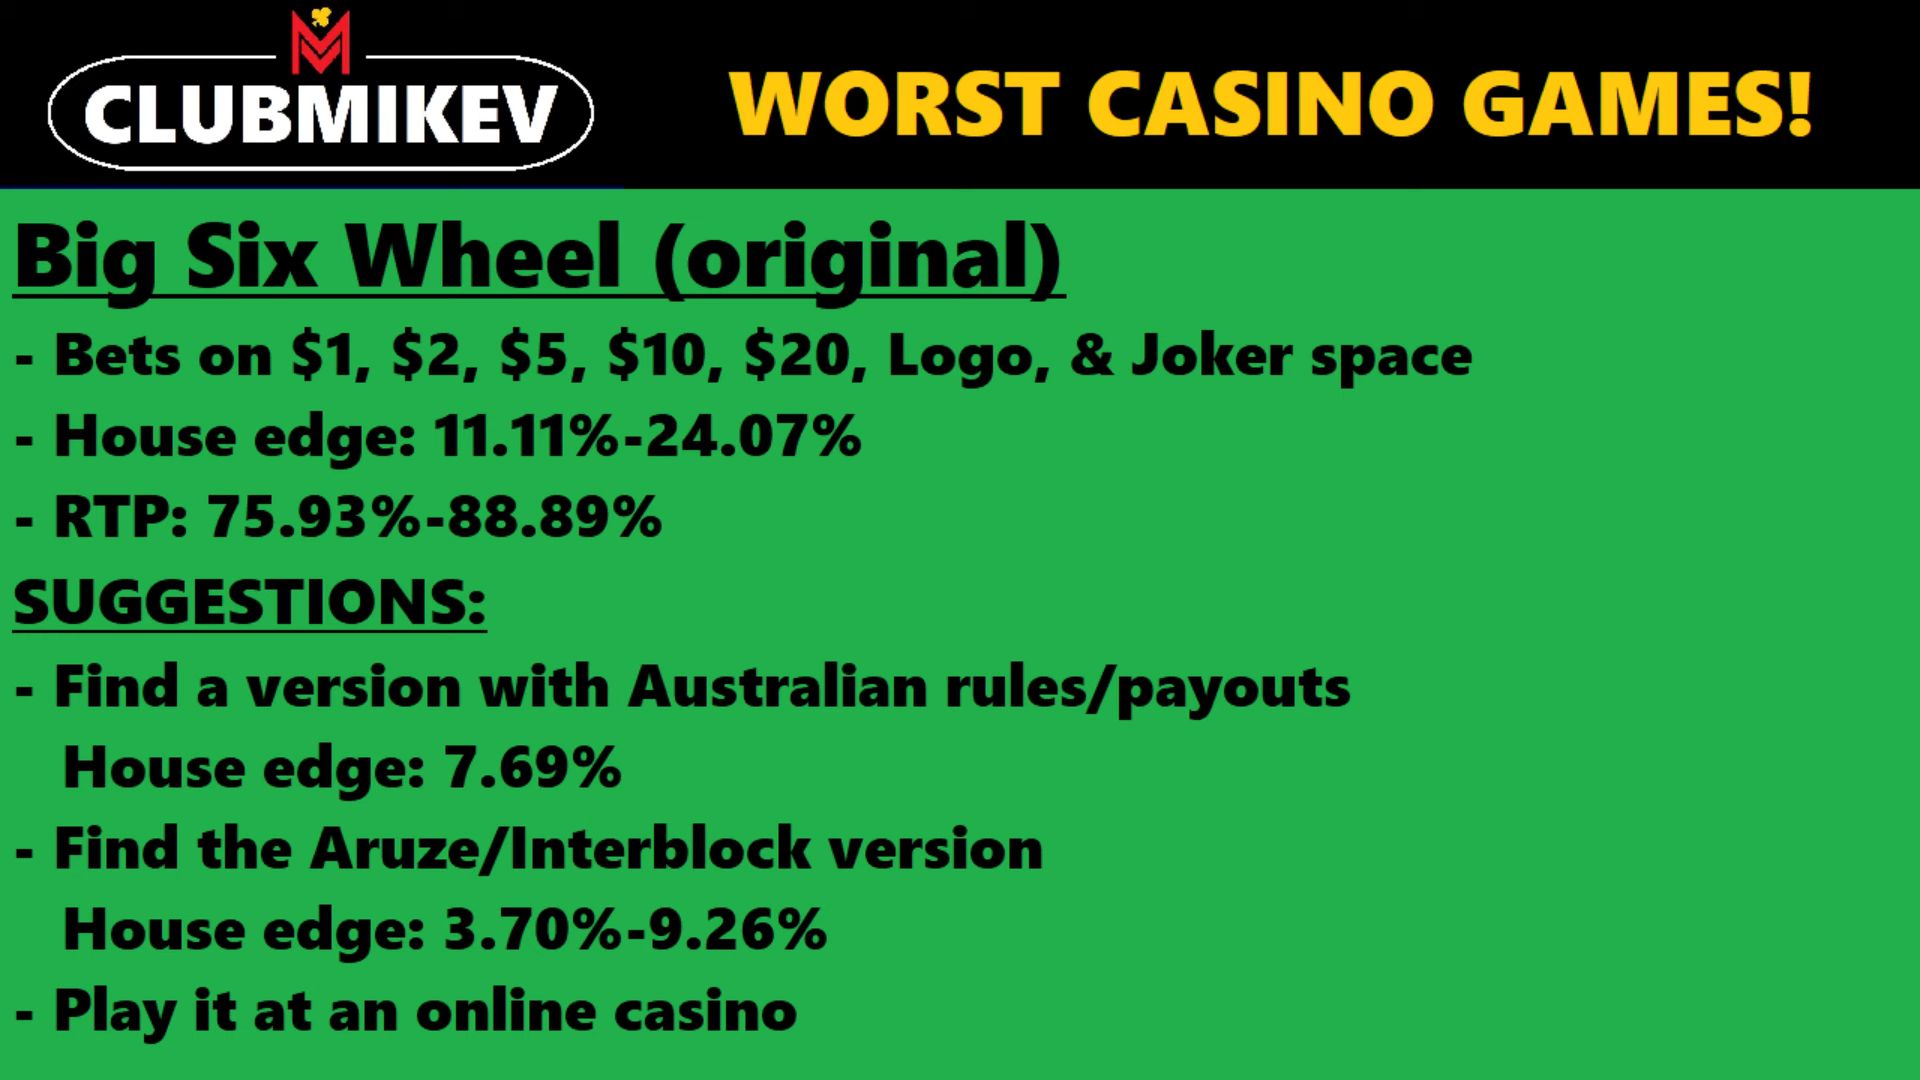 CLUBMIKEV
WORST CASINO GAMES!
Big Six Wheel (original)
- Bets on $1, $2, $5, $10, $20, Logo, & Joker space
- House edge: 11.11%-24.07%
- RTP: 75.93%-88.89%
SUGGESTIONS:
- Find a version with Australian rules/payouts
House edge: 7.69%
- Find the Aruze/Interblock version
House edge: 3.70%-9.26%
- Play it at an online casino